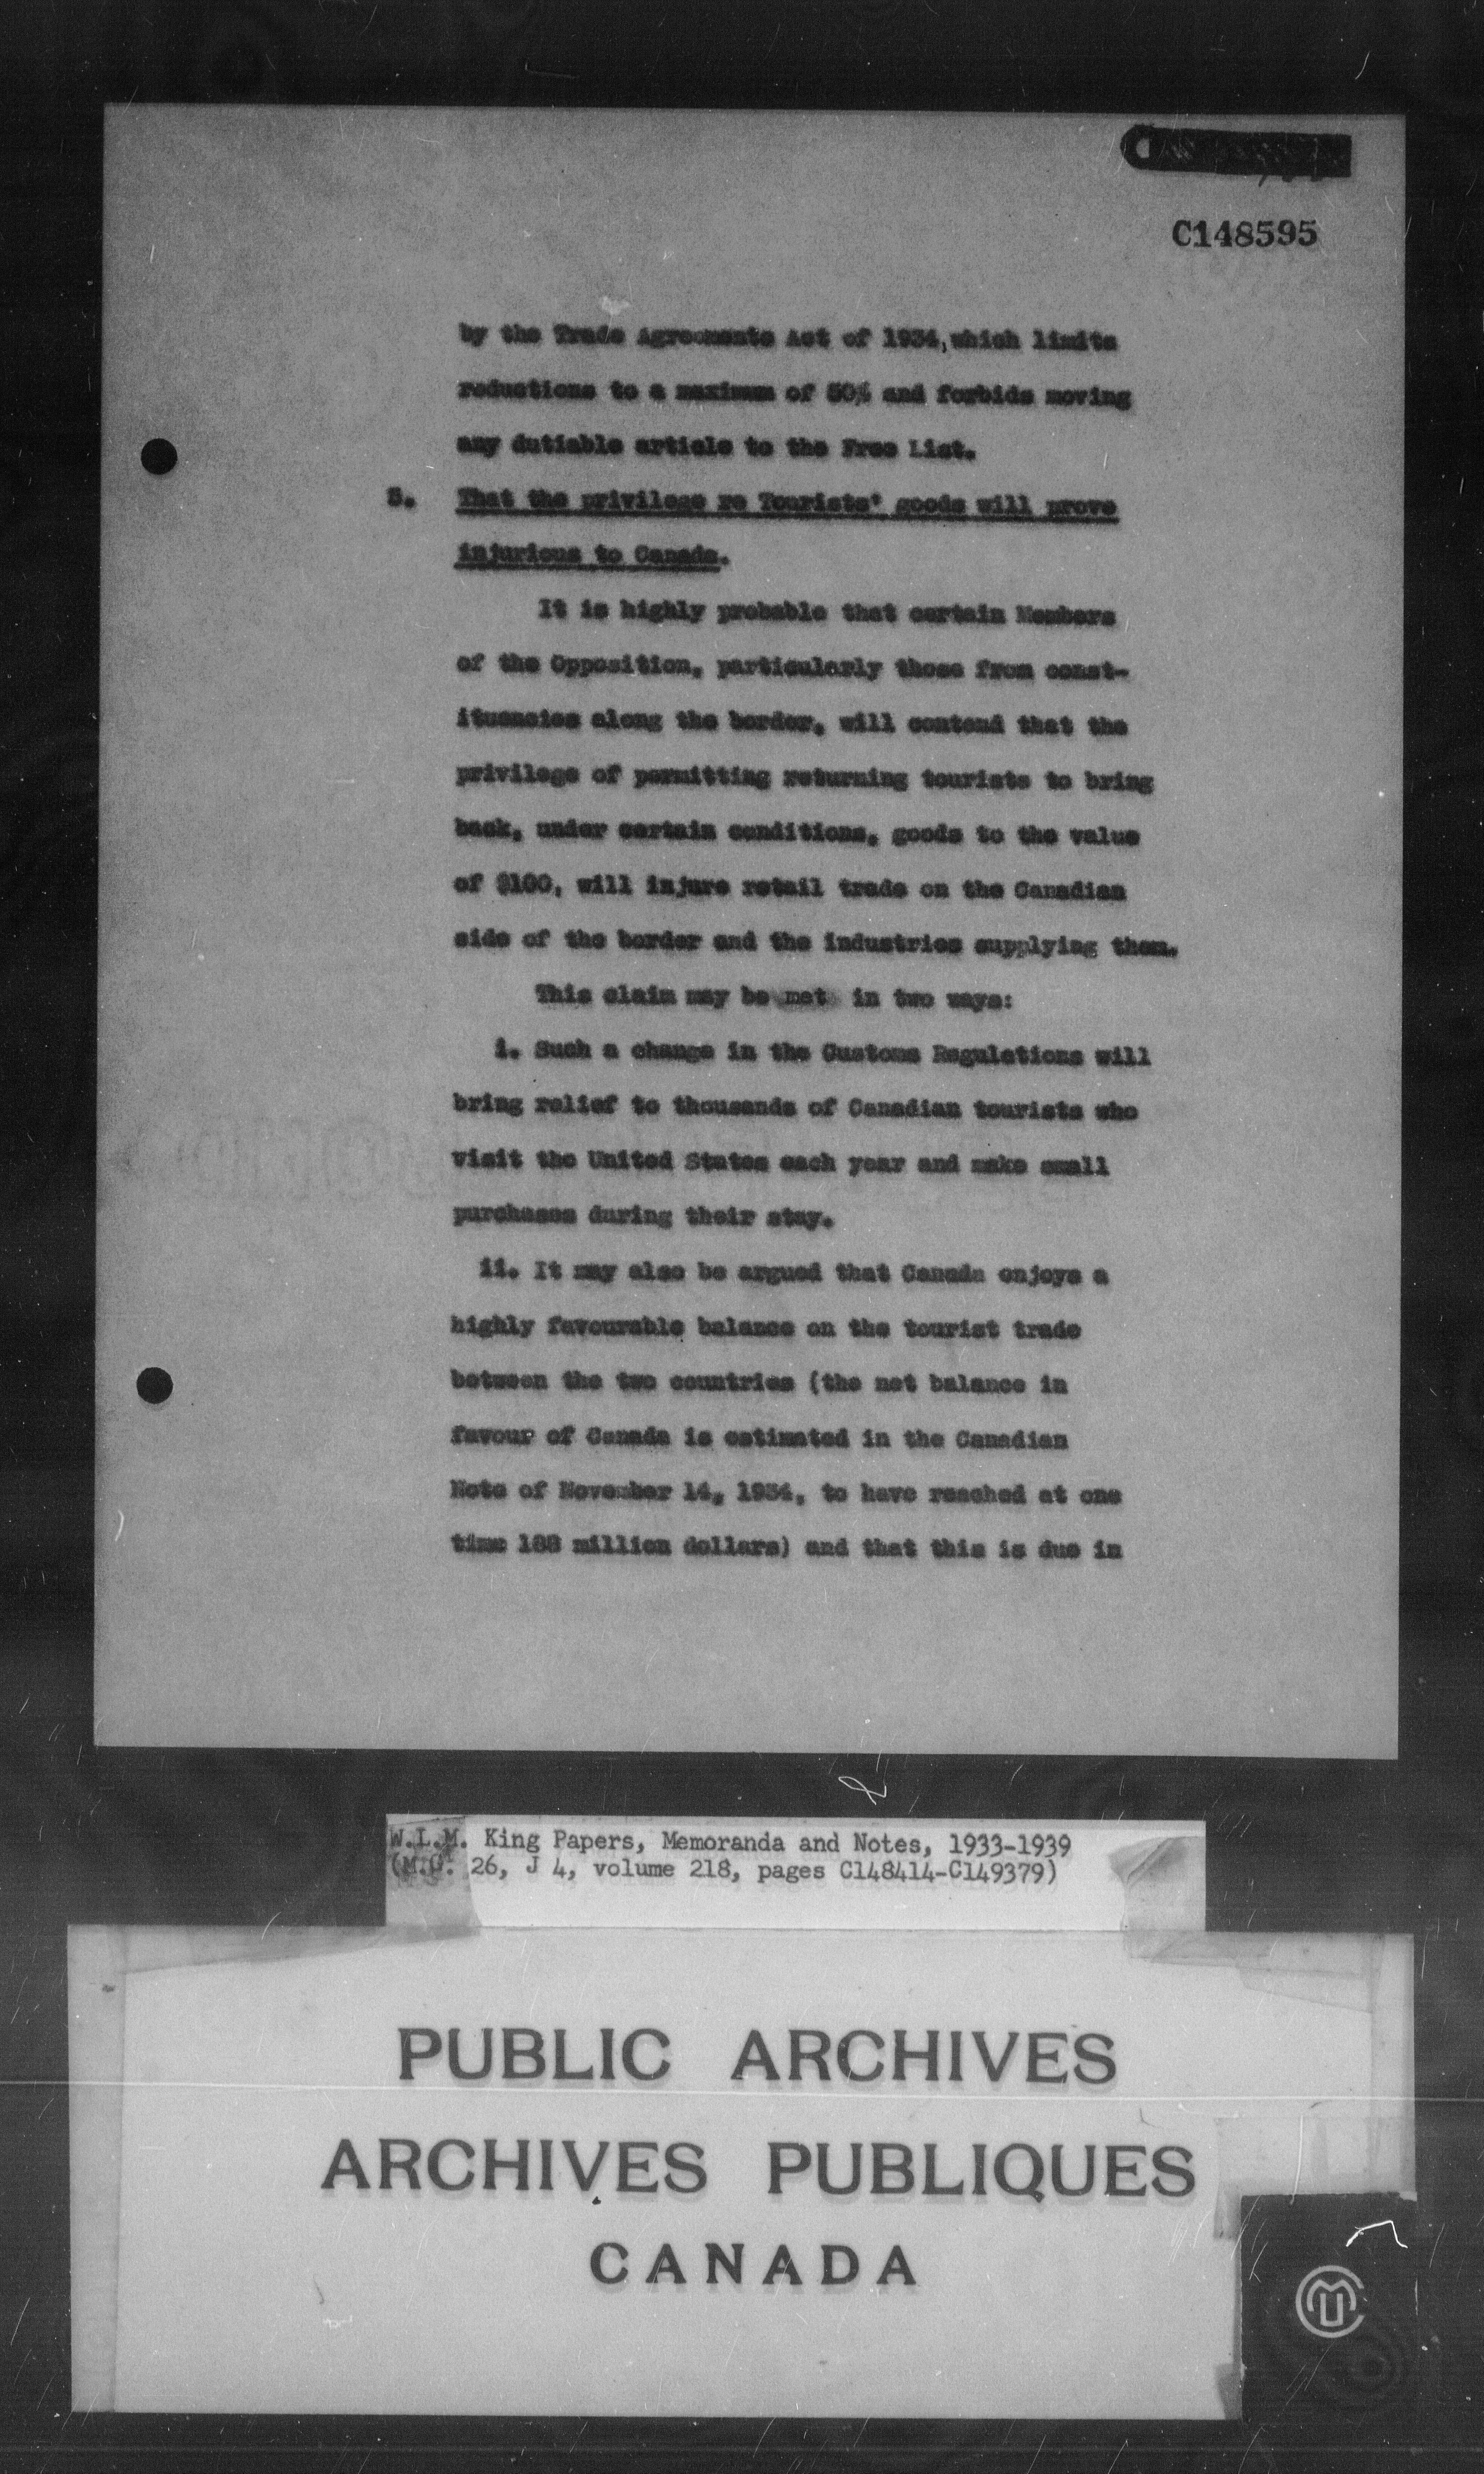 C148595
by the Trade Agreements Act of 1934, which limits
reductions to a maximum of 50% and forbids moving
any dutiable article to the Free List.
That the privilege re Tourists' goods will prove
injurious to Canada.
It is highly probable that certain Members
of the Opposition, particularly those from const-
ituencies along the border, will contend that the
privilege of permitting returning tourists to bring
back, under certain conditions, goods to the value
of $100, will injure retail trade on the Canadian
side of the border and the industries supplying them.
This claim may be met in two ways:
i. Such a change in the Customs Regulations will
bring relief to thousands of Canadian tourists who
visit the United States each year and make small
purchases during their stay.
ii. It may also be argued that Canada enjoys a
highly favourable balance on the tourist trade
between the two countries (the net balance in
favour of Canada is estimated in the Canadian
Note of November 14, 1934, to have reached at one
time 188 million dollars) and that this is due in
W.L.M. King Papers, Memoranda and Notes, 1933-1939
(M.G. 26, J 4, volume 218, pages C148414-C149379)
PUBLIC ARCHIVES
ARCHIVES PUBLIQUES
CANADA